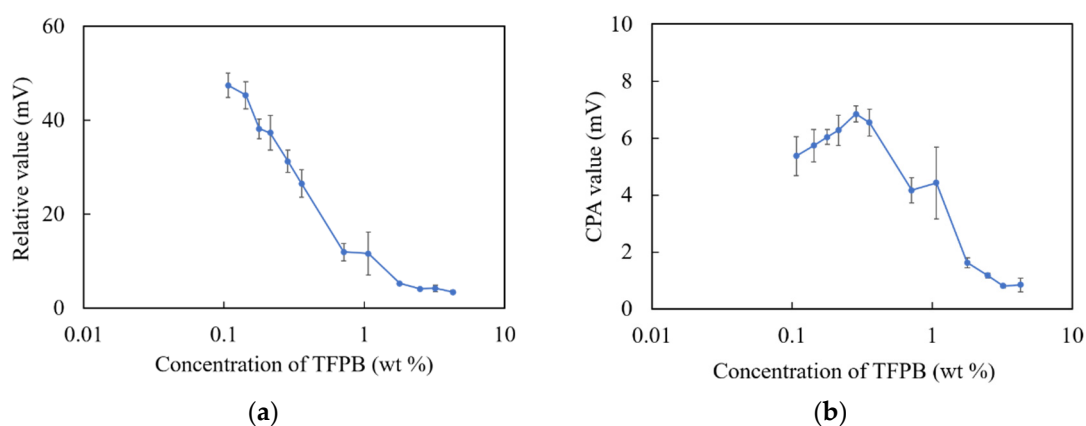 60
40
20
0
Relative value (mV)
0.01 0.1 1 10
Concentration of TFPB (wt %)
(a)
10
8
6
4
2
0
CPA value (mV)
0.01 0.1 1 10
Concentration of TFPB (wt %)
(b)